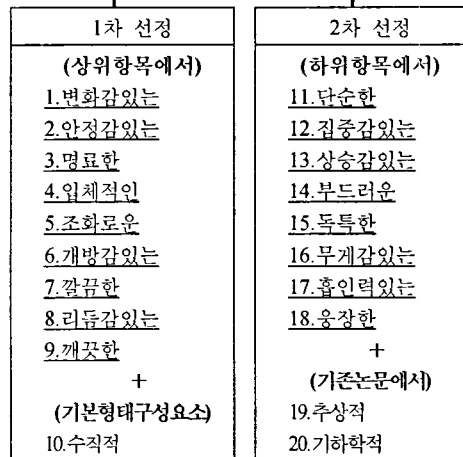 1차 선정
(상위항목에서)
1.변화감있는
2.안정감있는
3.명료한
4.입체적인
5.조화로운
6.개방감있는
7.깔끔한
8.리듬감있는
9.깨끗한
+
(기본형태구성요소)
10.수직적
2차 선정
(하위항목에서)
11.단순한
12.집중감있는
13.상승감있는
14.부드러운
15.독특한
16.무게감있는
17.흡인력있는
18.웅장한
+
(기존논문에서)
19.추상적
20.기하학적